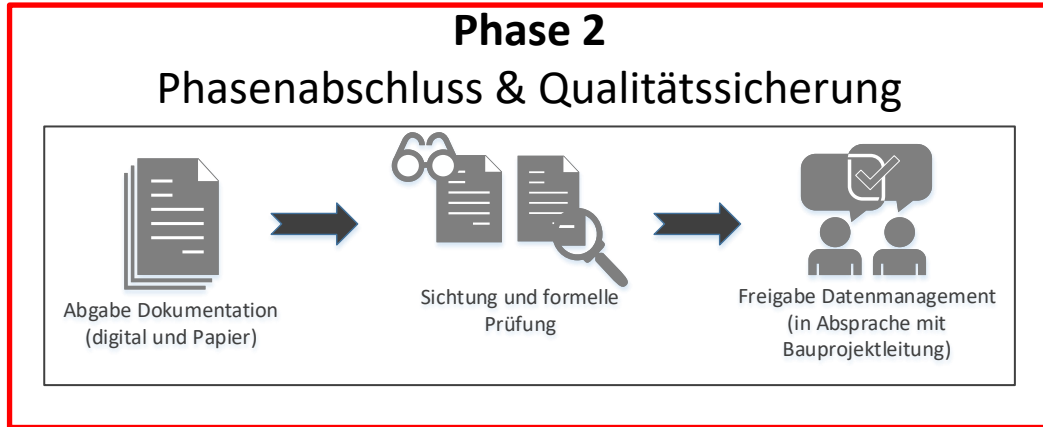 Phase 2
Phasenabschluss & Qualitätssicherung
Abgabe Dokumentation
(digital und Papier)
Sichtung und formelle
Prüfung
Freigabe Datenmanagement
(in Absprache mit
Bauprojektleitung)